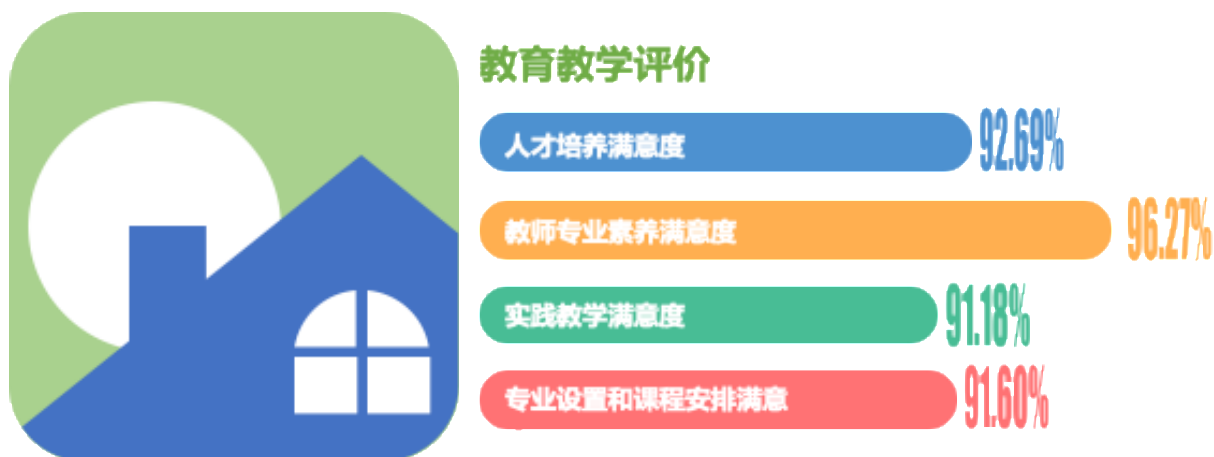 教育教学评价
人才培养满意度 92.69%
教师专业素养满意度 96.27%
实践教学满意度 91.18%
专业设置和课程安排满意 91.60%